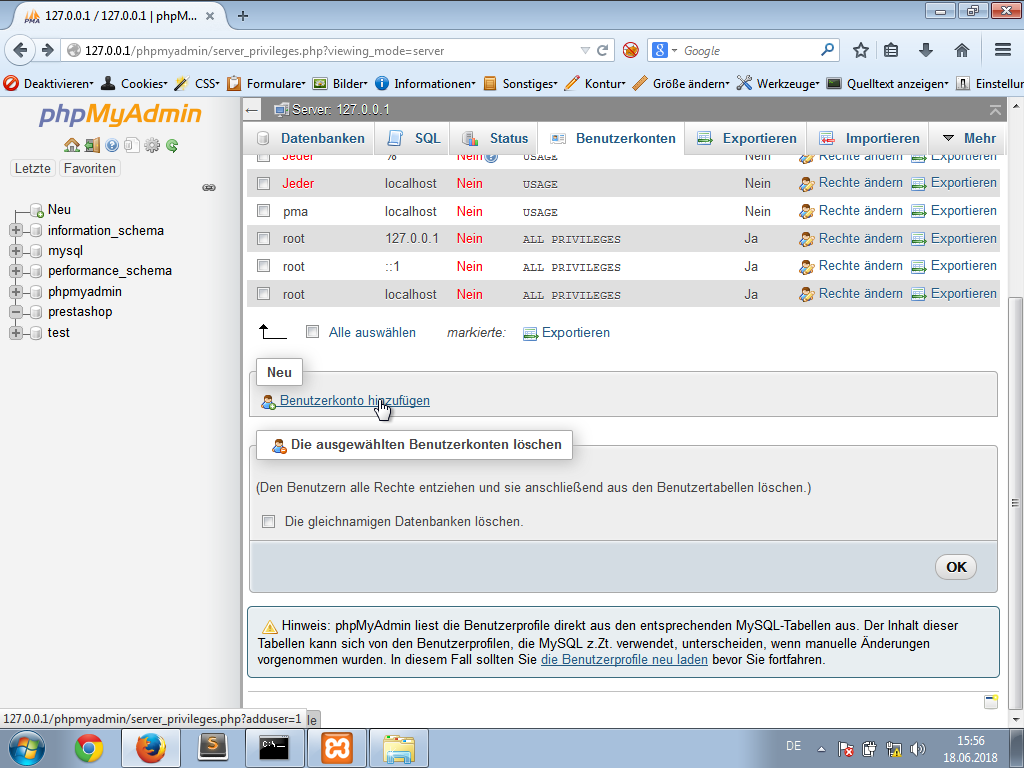 127.0.0.1 / 127.0.0.1 | phpM...
127.0.0.1/phpmyadmin/server_privileges.php?viewing_mode=server
Google
Deaktivieren Cookies CSS Formulare Bilder Informationen Sonstiges Kontur Größe ändern Werkzeuge Quelltext anzeigen Einstellu
phpMyAdmin
Letzte Favoriten
Neu
information_schema
mysql
performance_schema
phpmyadmin
prestashop
test
Server: 127.0.0.1
Datenbanken SQL Status Benutzerkonten Exportieren Importieren Mehr
Jeder % Nein USAGE Nein Rechte ändern Exportieren
Jeder localhost Nein USAGE Nein Rechte ändern Exportieren
pma localhost Nein USAGE Nein Rechte ändern Exportieren
root 127.0.0.1 Nein ALL PRIVILEGES Ja Rechte ändern Exportieren
root ::1 Nein ALL PRIVILEGES Ja Rechte ändern Exportieren
root localhost Nein ALL PRIVILEGES Ja Rechte ändern Exportieren
Alle auswählen markierte: Exportieren
Neu
Benutzerkonto hinzufügen
Die ausgewählten Benutzerkonten löschen
(Den Benutzern alle Rechte entziehen und sie anschließend aus den Benutzertabellen löschen.)
Die gleichnamigen Datenbanken löschen.
OK
Hinweis: phpMyAdmin liest die Benutzerprofile direkt aus den entsprechenden MySQL-Tabellen aus. Der Inhalt dieser
Tabellen kann sich von den Benutzerprofilen, die MySQL z.Zt. verwendet, unterscheiden, wenn manuelle Änderungen
vorgenommen wurden. In diesem Fall sollten Sie die Benutzerprofile neu laden bevor Sie fortfahren.
127.0.0.1/phpmyadmin/server_privileges.php?adduser=1 le
C:\
DE
15:56
18.06.2018